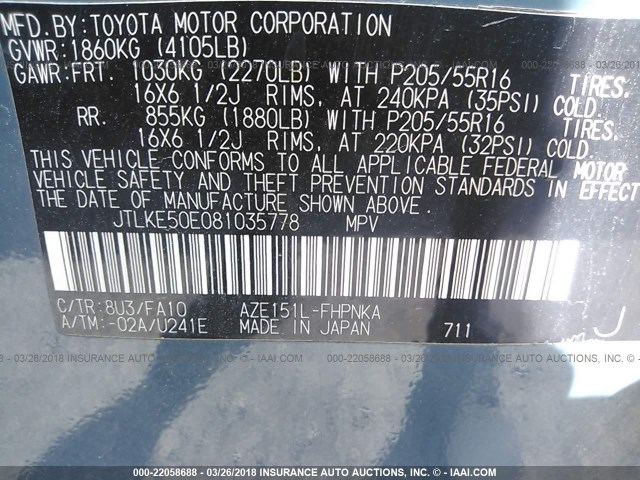 MFD. BY: TOYOTA MOTOR CORPORATION
GVWR: 1860KG (4105LB)
GAWR: FRT. 1030KG (2270LB) WITH P205/55R16 TIRES,
16X6 1/2J RIMS, AT 240KPA (35PSI) COLD.
RR. 855KG (1880LB) WITH P205/55R16 TIRES,
16X6 1/2J RIMS, AT 220KPA (32PSI) COLD.
THIS VEHICLE CONFORMS TO ALL APPLICABLE FEDERAL MOTOR
VEHICLE SAFETY AND THEFT PREVENTION STANDARDS IN EFFECT
THE DATE OF MANUFACTURE SHOWN ABOVE.
JTLKE50E081035778 MPV
C/TR: 8U3/FA10 AZE151L-FHPNKA
A/TM: -02A/U241E MADE IN JAPAN 711
J
000-22058688 - 03/26/2018 INSURANCE AUTO AUCTIONS, INC. - © IAAI.COM